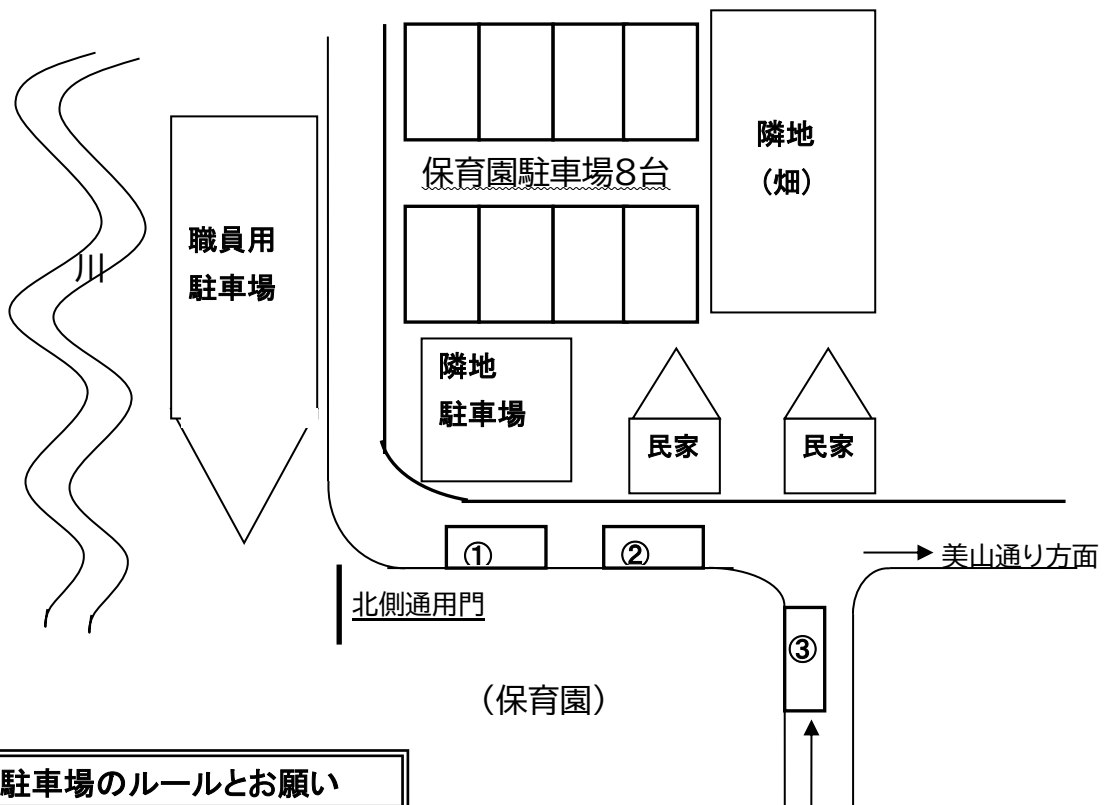 保育園駐車場8台
隣地
(畑)
職員用
駐車場
川
隣地
駐車場
民家
民家
①
②
美山通り方面
北側通用門
③
(保育園)
駐車場のルールとお願い